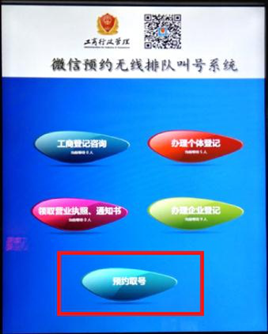 工商行政管理
微信预约无线排队叫号系统
工商登记咨询
办理个体登记
领取营业执照、通知书
办理企业登记
预约取号